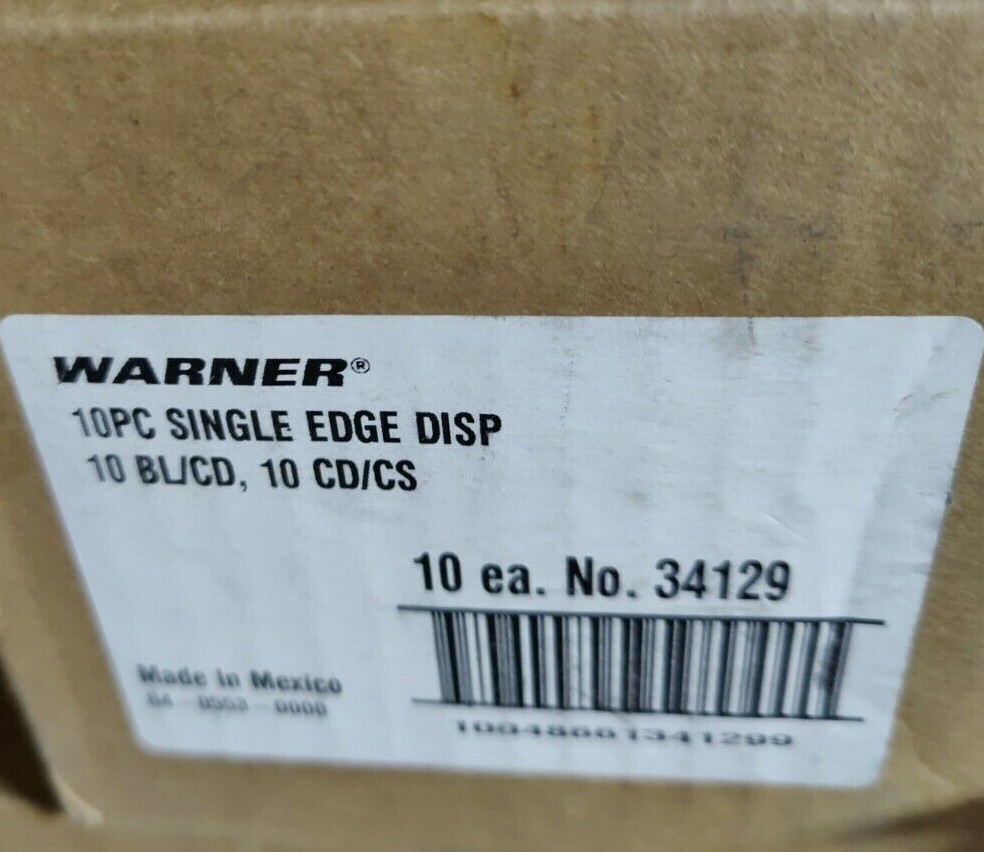 WARNER®
10PC SINGLE EDGE DISP
10 BL/CD, 10 CD/CS
10 ea. No. 34129
Made in Mexico